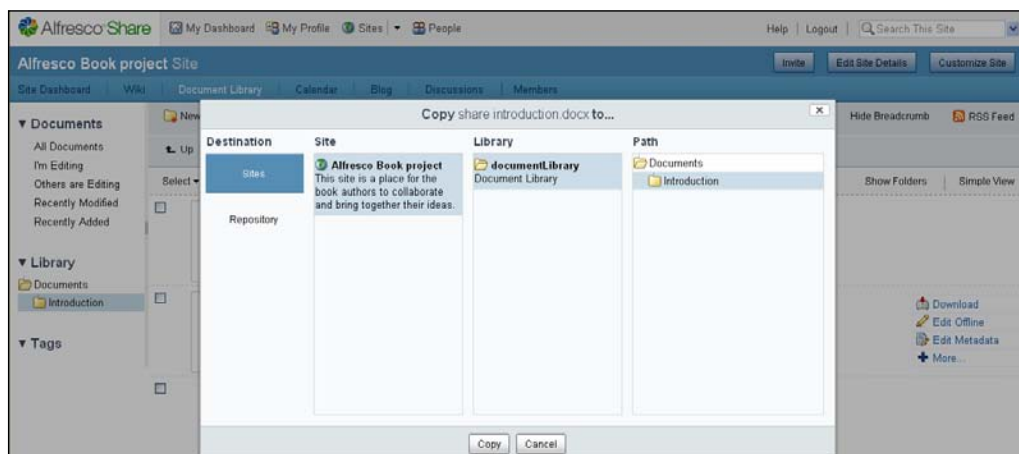 Alfresco Share My Dashboard My Profile Sites People Help Logout Search This Site
Alfresco Book project Site Invite Edit Site Details Customize Site
Site Dashboard Wiki Document Library Calendar Blog Discussions Members
New Copy share introduction.docx to... Hide Breadcrumb RSS Feed
Documents
All Documents
I'm Editing
Others are Editing
Recently Modified
Recently Added
Library
Documents
Introduction
Tags
Up
Select Show Folders Simple View
Destination Site Library Path
Sites
Repository
Alfresco Book project
This site is a place for the
book authors to collaborate
and bring together their ideas.
documentLibrary
Document Library
Documents
Introduction
Download
Edit Offline
Edit Metadata
More...
Copy Cancel